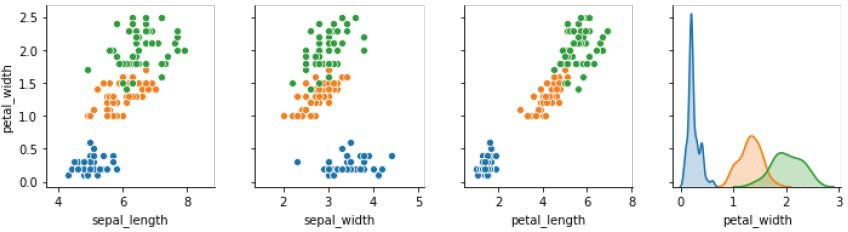 petal_width
2.5
2.0
1.5
1.0
0.5
0.0
4 6 8
2 3 4 5
2 4 6 8
0 1 2 3
sepal_length
sepal_width
petal_length
petal_width